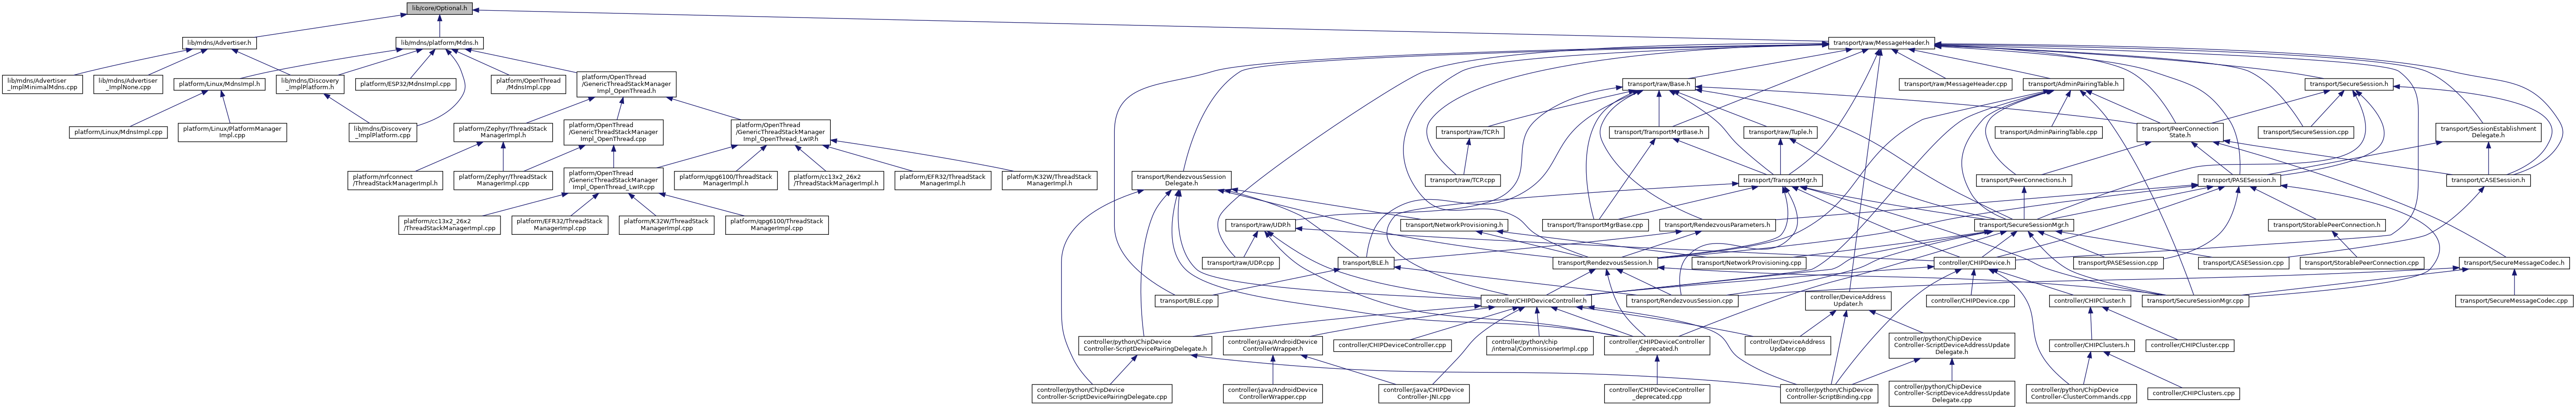 lib/core/Optional.h
lib/mdns/Advertiser.h
lib/mdns/platform/Mdns.h
transport/raw/MessageHeader.h
lib/mdns/Advertiser
_ImplMinimalMdns.cpp
lib/mdns/Advertiser
_ImplNone.cpp
platform/Linux/MdnsImpl.h
lib/mdns/Discovery
_ImplPlatform.h
platform/ESP32/MdnsImpl.cpp
platform/OpenThread
/MdnsImpl.cpp
platform/OpenThread
/GenericThreadStackManager
Impl_OpenThread.h
transport/raw/Base.h
transport/raw/MessageHeader.cpp
transport/AdminPairingTable.h
transport/SecureSession.h
platform/Linux/MdnsImpl.cpp
platform/Linux/PlatformManager
Impl.cpp
lib/mdns/Discovery
_ImplPlatform.cpp
platform/Zephyr/ThreadStack
ManagerImpl.h
platform/OpenThread
/GenericThreadStackManager
Impl_OpenThread.cpp
platform/OpenThread
/GenericThreadStackManager
Impl_OpenThread_LwIP.h
transport/raw/TCP.h
transport/TransportMgrBase.h
transport/raw/Tuple.h
transport/AdminPairingTable.cpp
transport/PeerConnection
State.h
transport/SecureSession.cpp
transport/SessionEstablishment
Delegate.h
platform/nrfconnect
/ThreadStackManagerImpl.h
platform/Zephyr/ThreadStack
ManagerImpl.cpp
platform/OpenThread
/GenericThreadStackManager
Impl_OpenThread_LwIP.cpp
platform/qpg6100/ThreadStack
ManagerImpl.h
platform/cc13x2_26x2
/ThreadStackManagerImpl.h
platform/EFR32/ThreadStack
ManagerImpl.h
platform/K32W/ThreadStack
ManagerImpl.h
transport/RendezvousSession
Delegate.h
transport/raw/TCP.cpp
transport/TransportMgr.h
transport/PeerConnections.h
transport/PASESession.h
transport/CASESession.h
platform/cc13x2_26x2
/ThreadStackManagerImpl.cpp
platform/EFR32/ThreadStack
ManagerImpl.cpp
platform/K32W/ThreadStack
ManagerImpl.cpp
platform/qpg6100/ThreadStack
ManagerImpl.cpp
transport/raw/UDP.h
transport/NetworkProvisioning.h
transport/TransportMgrBase.cpp
transport/RendezvousParameters.h
transport/SecureSessionMgr.h
transport/StorablePeerConnection.h
transport/raw/UDP.cpp
transport/BLE.h
transport/RendezvousSession.h
transport/NetworkProvisioning.cpp
controller/CHIPDevice.h
transport/PASESession.cpp
transport/CASESession.cpp
transport/StorablePeerConnection.cpp
transport/SecureMessageCodec.h
transport/BLE.cpp
controller/CHIPDeviceController.h
transport/RendezvousSession.cpp
controller/DeviceAddress
Updater.h
controller/CHIPDevice.cpp
controller/CHIPCluster.h
transport/SecureSessionMgr.cpp
transport/SecureMessageCodec.cpp
controller/python/ChipDevice
Controller-ScriptDevicePairingDelegate.h
controller/java/AndroidDevice
ControllerWrapper.h
controller/CHIPDeviceController.cpp
controller/python/chip
/internal/CommissionerImpl.cpp
controller/CHIPDeviceController
_deprecated.h
controller/DeviceAddress
Updater.cpp
controller/python/ChipDevice
Controller-ScriptDeviceAddressUpdate
Delegate.h
controller/CHIPClusters.h
controller/CHIPCluster.cpp
controller/python/ChipDevice
Controller-ScriptDevicePairingDelegate.cpp
controller/java/AndroidDevice
ControllerWrapper.cpp
controller/java/CHIPDevice
Controller-JNI.cpp
controller/CHIPDeviceController
_deprecated.cpp
controller/python/ChipDevice
Controller-ScriptBinding.cpp
controller/python/ChipDevice
Controller-ScriptDeviceAddressUpdate
Delegate.cpp
controller/python/ChipDevice
Controller-ClusterCommands.cpp
controller/CHIPClusters.cpp